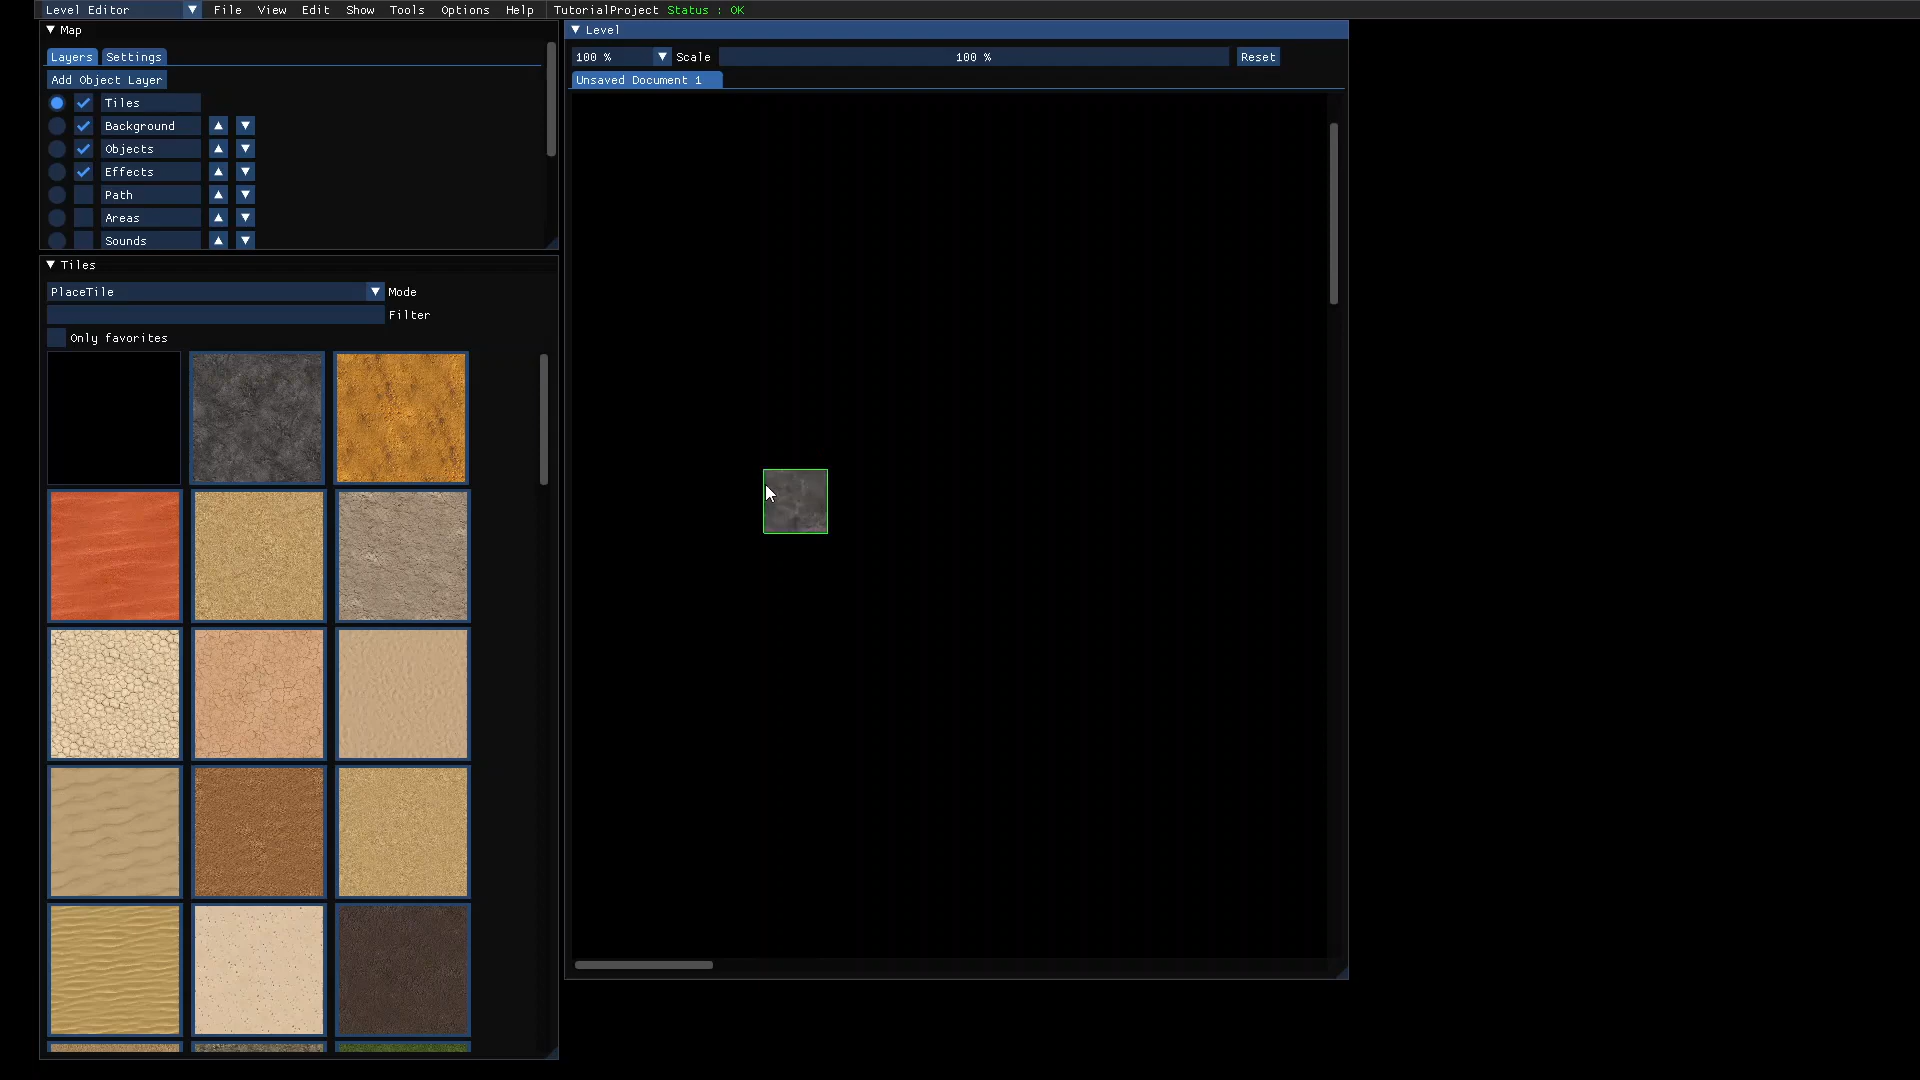 Level Editor File View Edit Show Tools Options Help TutorialProject Status : OK
Map
Layers Settings
Add Object Layer
Tiles
Background
Objects
Effects
Path
Areas
Sounds
Tiles
PlaceTile Mode
Filter
Only favorites
Level
100 % Scale 100 % Reset
Unsaved Document 1